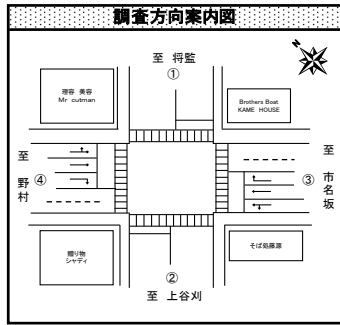 調査方向案内図
至 将監
①
N
理容 美容
Mr cutman
Brothers Boat
KAME HOUSE
至
野村
④
至
市名坂
③
贈り物
シャディ
そば処藤源
②
至 上谷刈